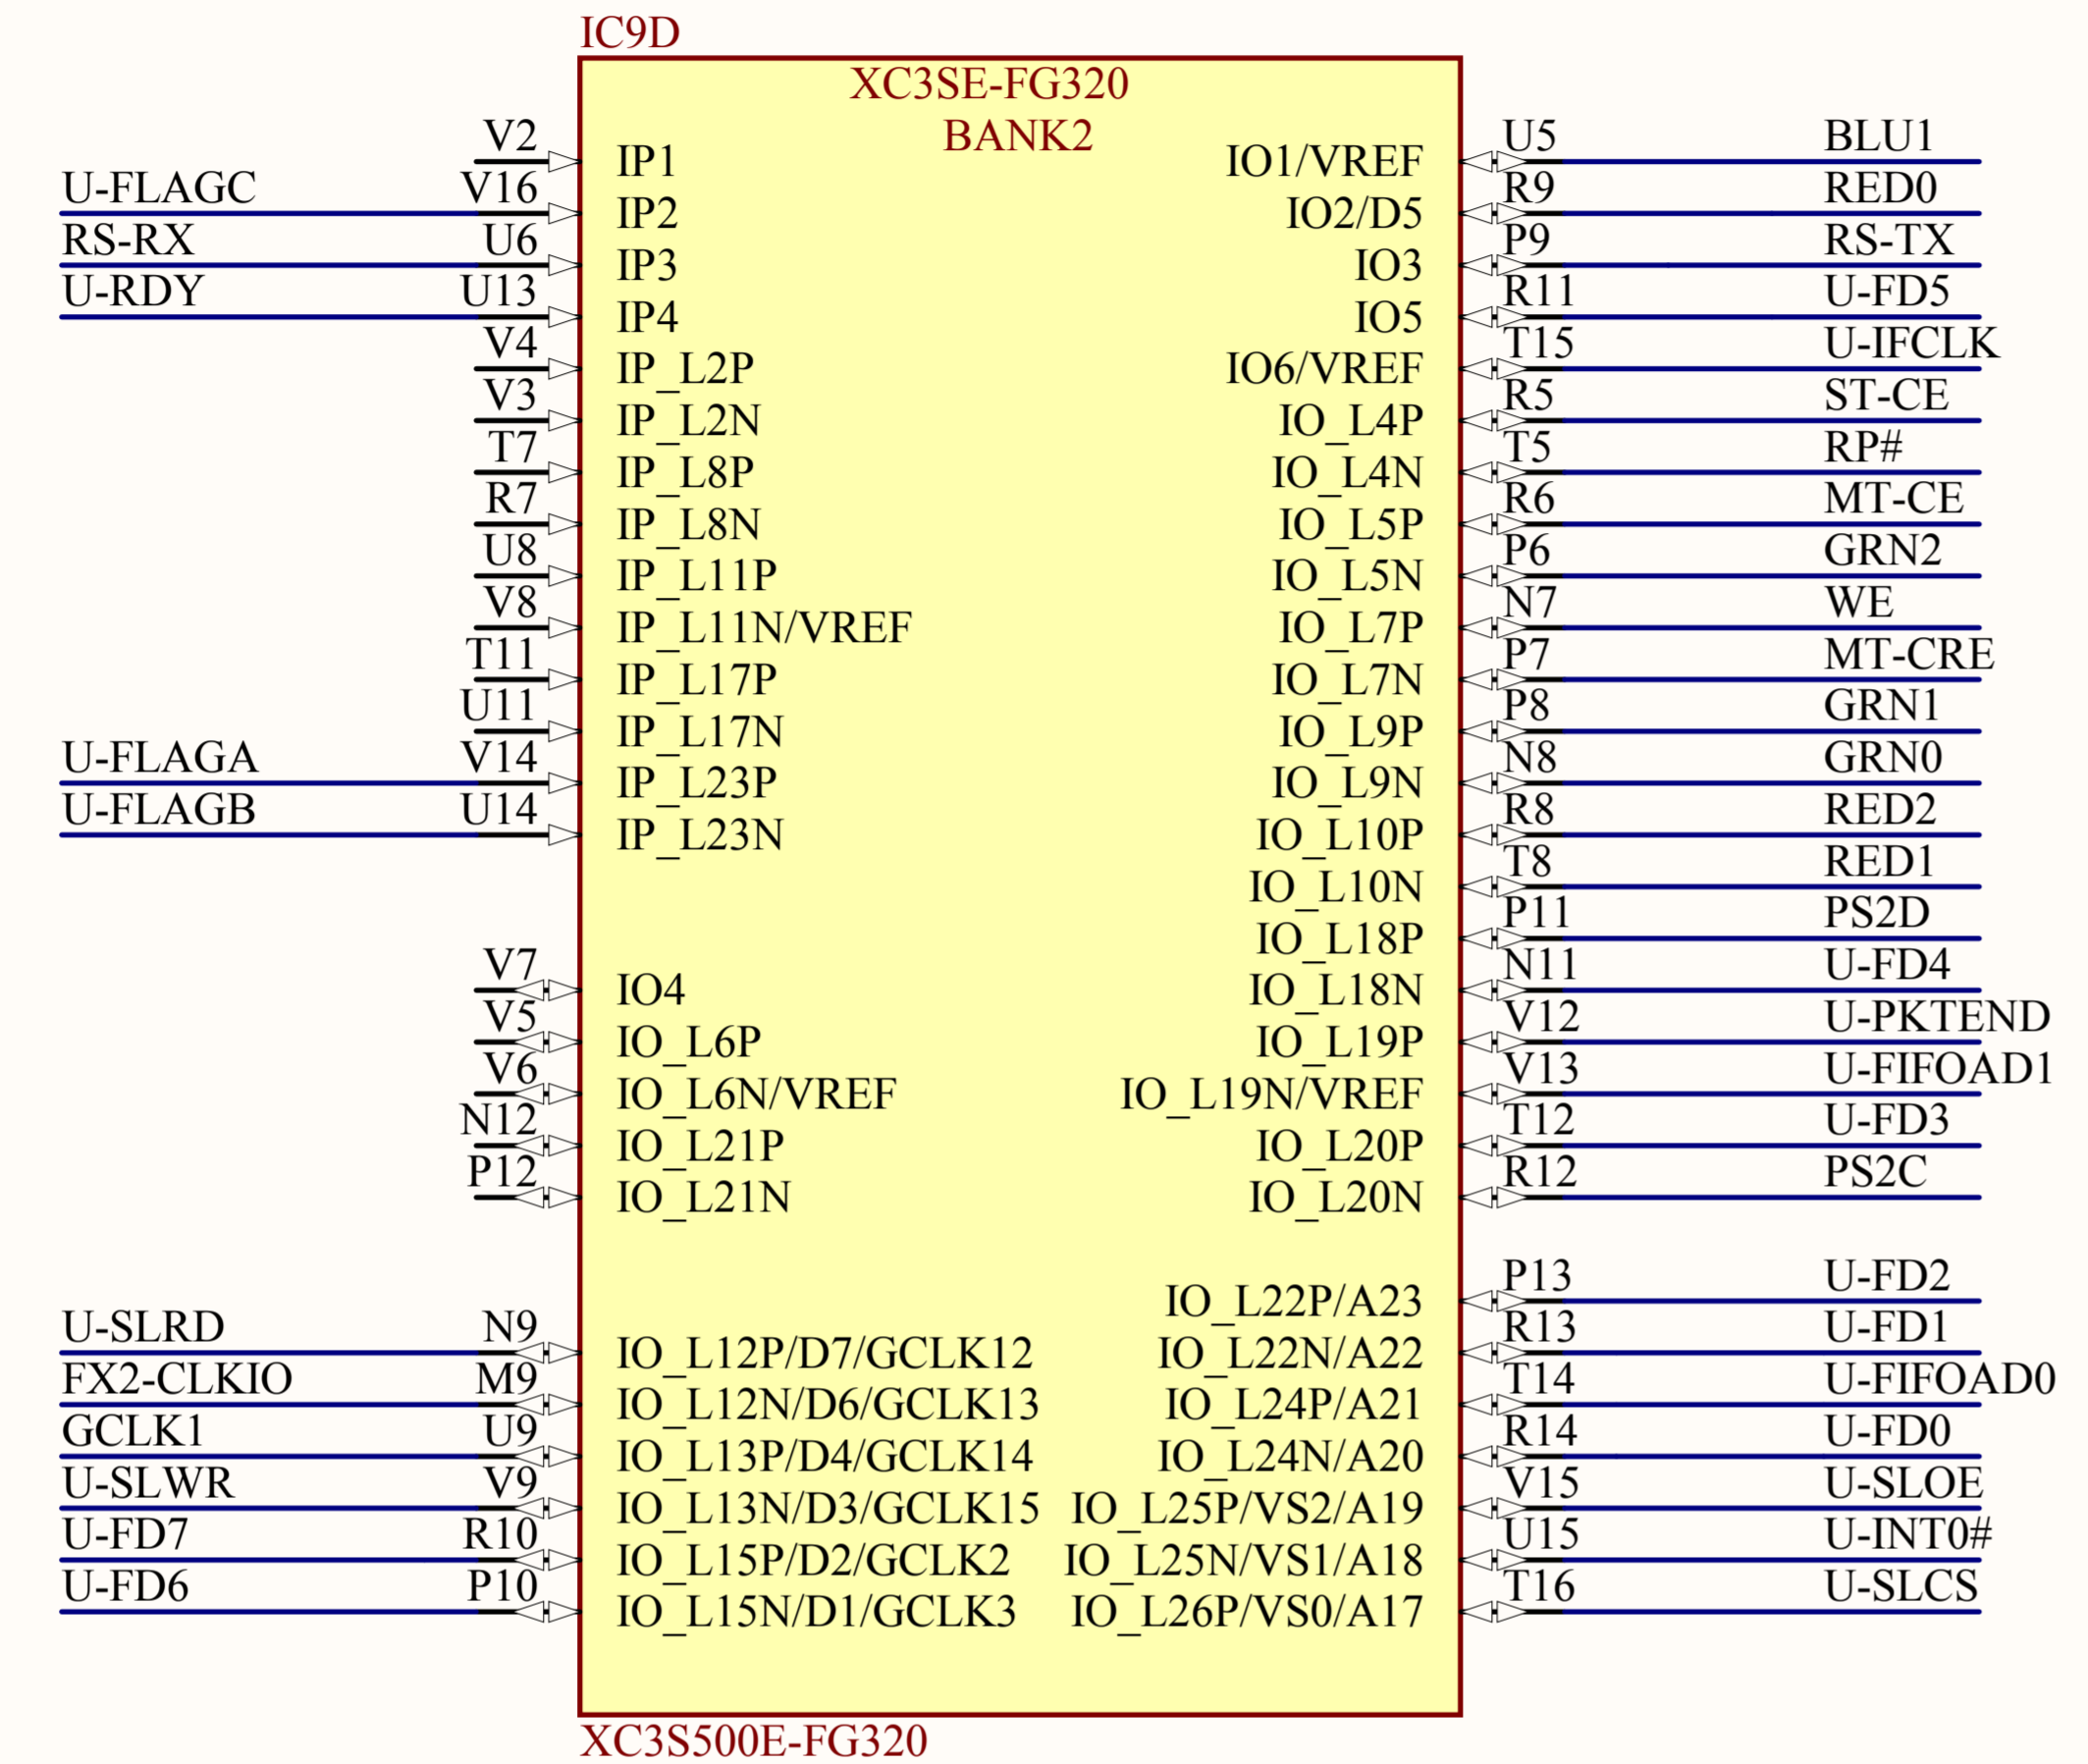 IC9D
XC3SE-FG320
BANK2
V2 IP1 IO1/VREF U5 BLU1
U-FLAGC V16 IP2 IO2/D5 R9 RED0
RS-RX U6 IP3 IO3 P9 RS-TX
U-RDY U13 IP4 IO5 R11 U-FD5
V4 IP_L2P IO6/VREF T15 U-IFCLK
V3 IP_L2N IO_L4P R5 ST-CE
T7 IP_L8P IO_L4N T5 RP#
R7 IP_L8N IO_L5P R6 MT-CE
U8 IP_L11P IO_L5N P6 GRN2
V8 IP_L11N/VREF IO_L7P N7 WE
T11 IP_L17P IO_L7N P7 MT-CRE
U11 IP_L17N IO_L9P P8 GRN1
U-FLAGA V14 IP_L23P IO_L9N N8 GRN0
U-FLAGB U14 IP_L23N IO_L10P R8 RED2
IO_L10N T8 RED1
IO_L18P P11 PS2D
V7 IO4 IO_L18N N11 U-FD4
V5 IO_L6P IO_L19P V12 U-PKTEND
V6 IO_L6N/VREF IO_L19N/VREF V13 U-FIFOAD1
N12 IO_L21P IO_L20P T12 U-FD3
P12 IO_L21N IO_L20N R12 PS2C
IO_L22P/A23 P13 U-FD2
U-SLRD N9 IO_L12P/D7/GCLK12 IO_L22N/A22 R13 U-FD1
FX2-CLKIO M9 IO_L12N/D6/GCLK13 IO_L24P/A21 T14 U-FIFOAD0
GCLK1 U9 IO_L13P/D4/GCLK14 IO_L24N/A20 R14 U-FD0
U-SLWR V9 IO_L13N/D3/GCLK15 IO_L25P/VS2/A19 V15 U-SLOE
U-FD7 R10 IO_L15P/D2/GCLK2 IO_L25N/VS1/A18 U15 U-INT0#
U-FD6 P10 IO_L15N/D1/GCLK3 IO_L26P/VS0/A17 T16 U-SLCS
XC3S500E-FG320